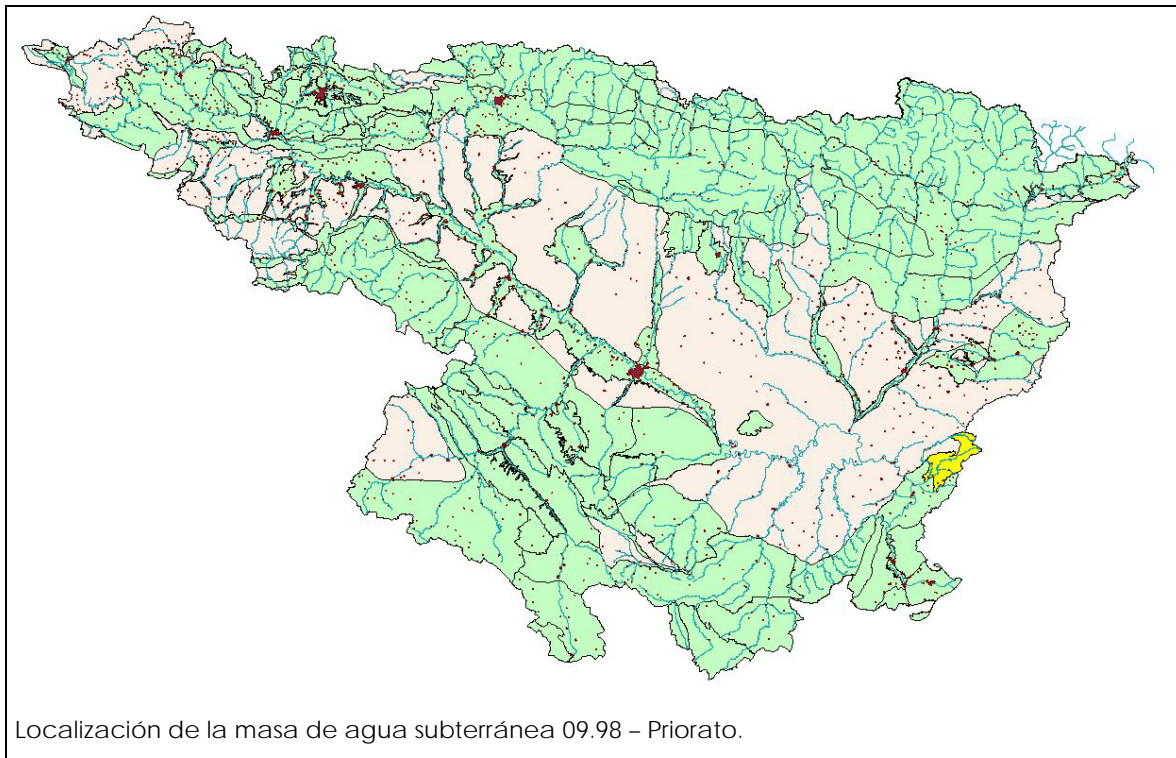 Localización de la masa de agua subterránea 09.98 – Priorato.